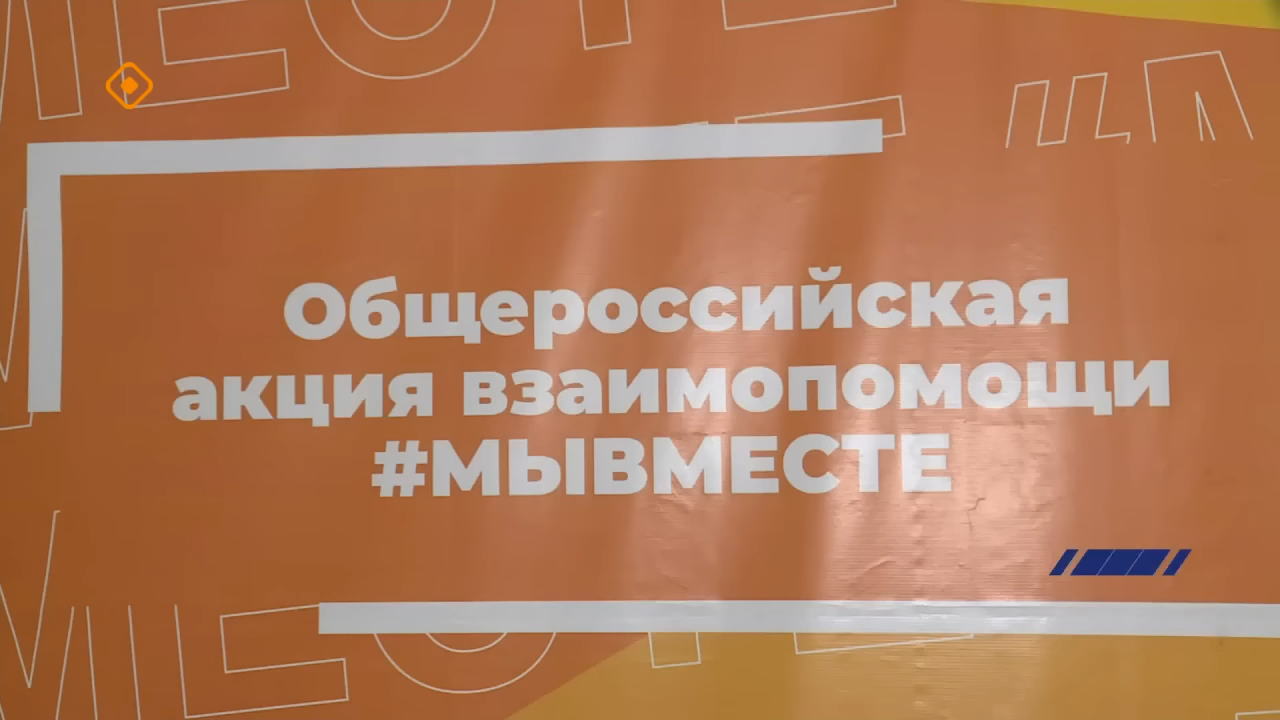 Общероссийская
акция взаимопомощи
#МЫВМЕСТЕ